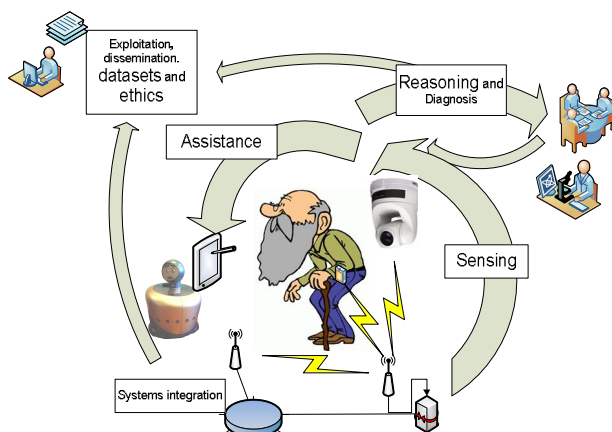 Exploitation,
dissemination.
datasets and
ethics
Reasoning and
Diagnosis
Assistance
Sensing
Systems integration